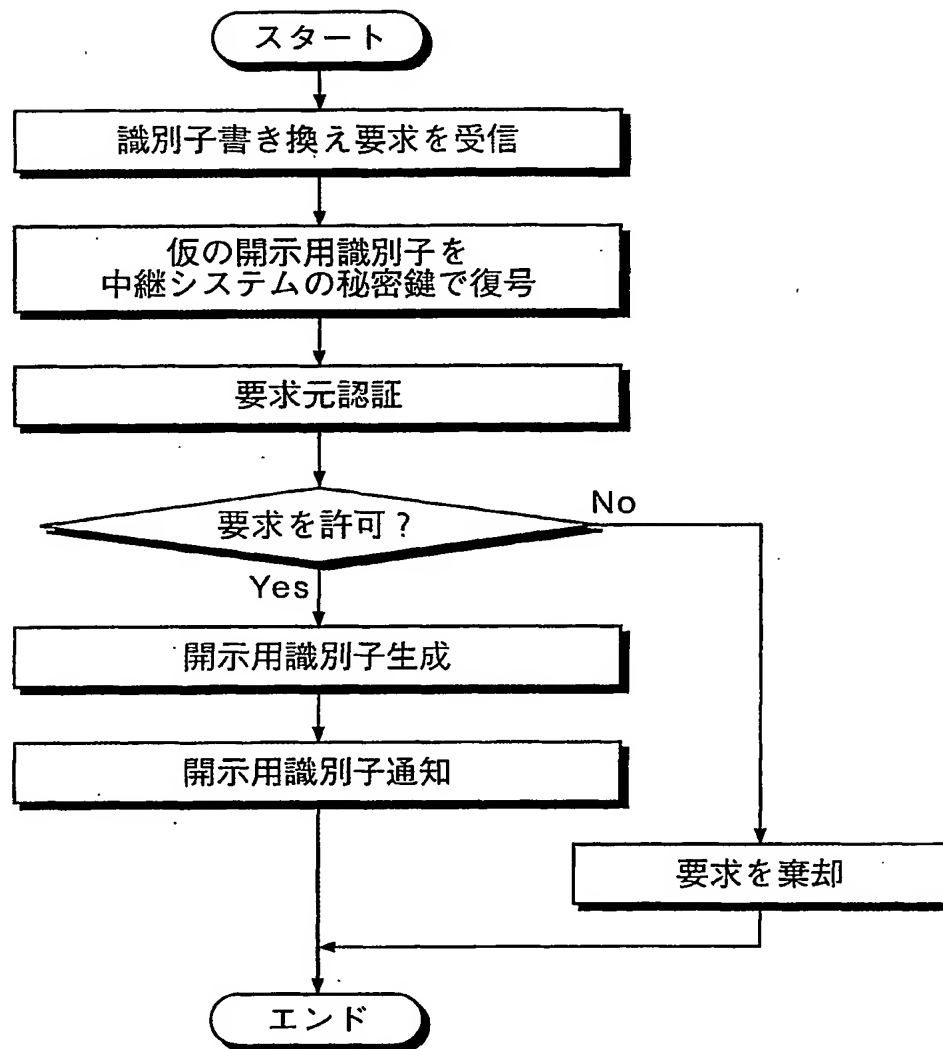 スタート
識別子書き換え要求を受信
仮の開示用識別子を
中継システムの秘密鍵で復号
要求元認証
要求を許可?
No
Yes
開示用識別子生成
開示用識別子通知
要求を棄却
エンド